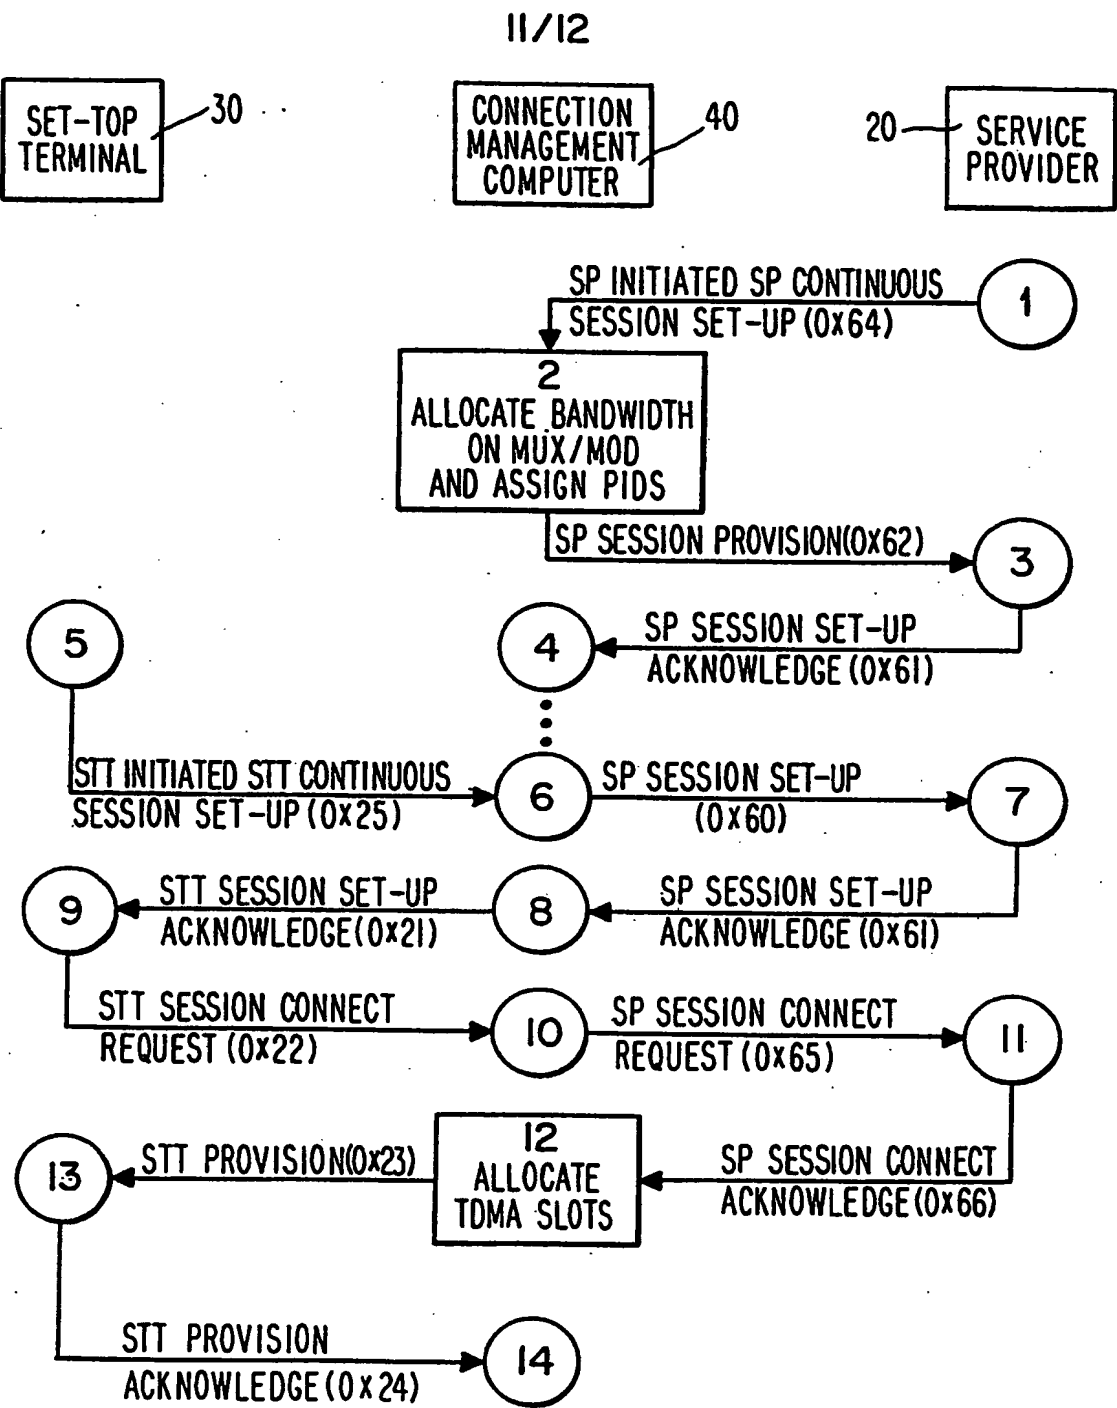 11/12
SET-TOP
TERMINAL
30
CONNECTION
MANAGEMENT
COMPUTER
40
20
SERVICE
PROVIDER
SP INITIATED SP CONTINUOUS
SESSION SET-UP (0X64)
1
2
ALLOCATE BANDWIDTH
ON MUX/MOD
AND ASSIGN PIDS
SP SESSION PROVISION(0X62)
3
SP SESSION SET-UP
ACKNOWLEDGE (0X61)
4
5
STT INITIATED STT CONTINUOUS
SESSION SET-UP (0X25)
6
SP SESSION SET-UP
(0X60)
7
9
STT SESSION SET-UP
ACKNOWLEDGE(0X21)
8
SP SESSION SET-UP
ACKNOWLEDGE (0X61)
STT SESSION CONNECT
REQUEST (0X22)
10
SP SESSION CONNECT
REQUEST (0X65)
11
13
STT PROVISION(0X23)
12
ALLOCATE
TDMA SLOTS
SP SESSION CONNECT
ACKNOWLEDGE(0X66)
STT PROVISION
ACKNOWLEDGE(0X24)
14